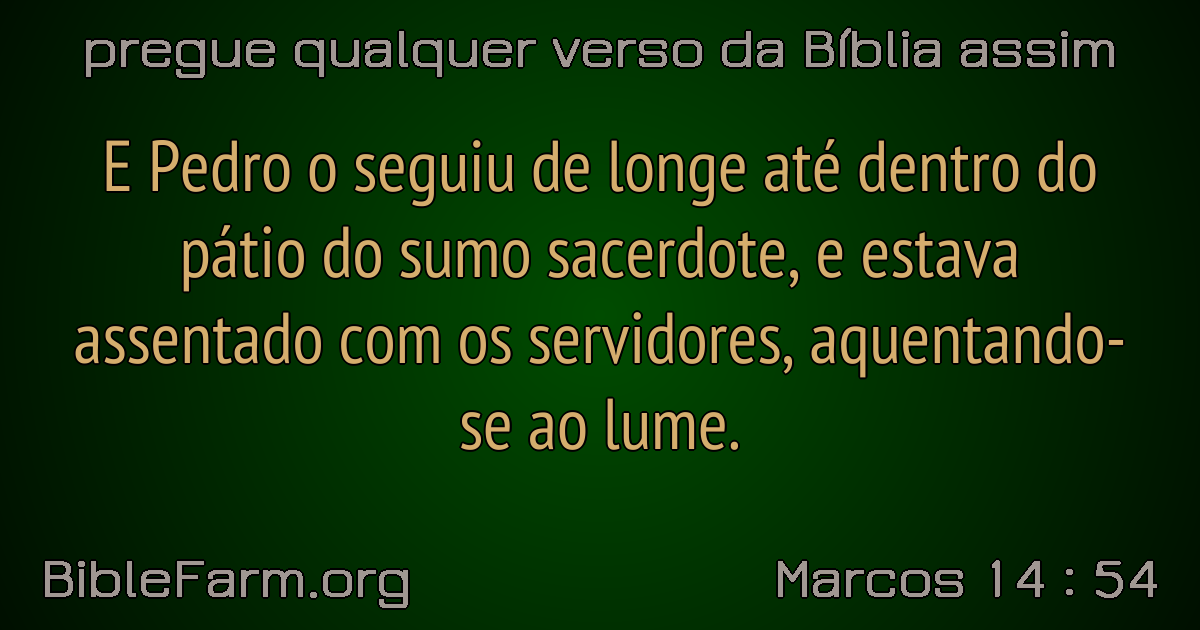 pregue qualquer verso da Bíblia assim
E Pedro o seguiu de longe até dentro do
pátio do sumo sacerdote, e estava
assentado com os servidores, aquentando-
se ao lume.
BibleFarm.org
Marcos 14 : 54